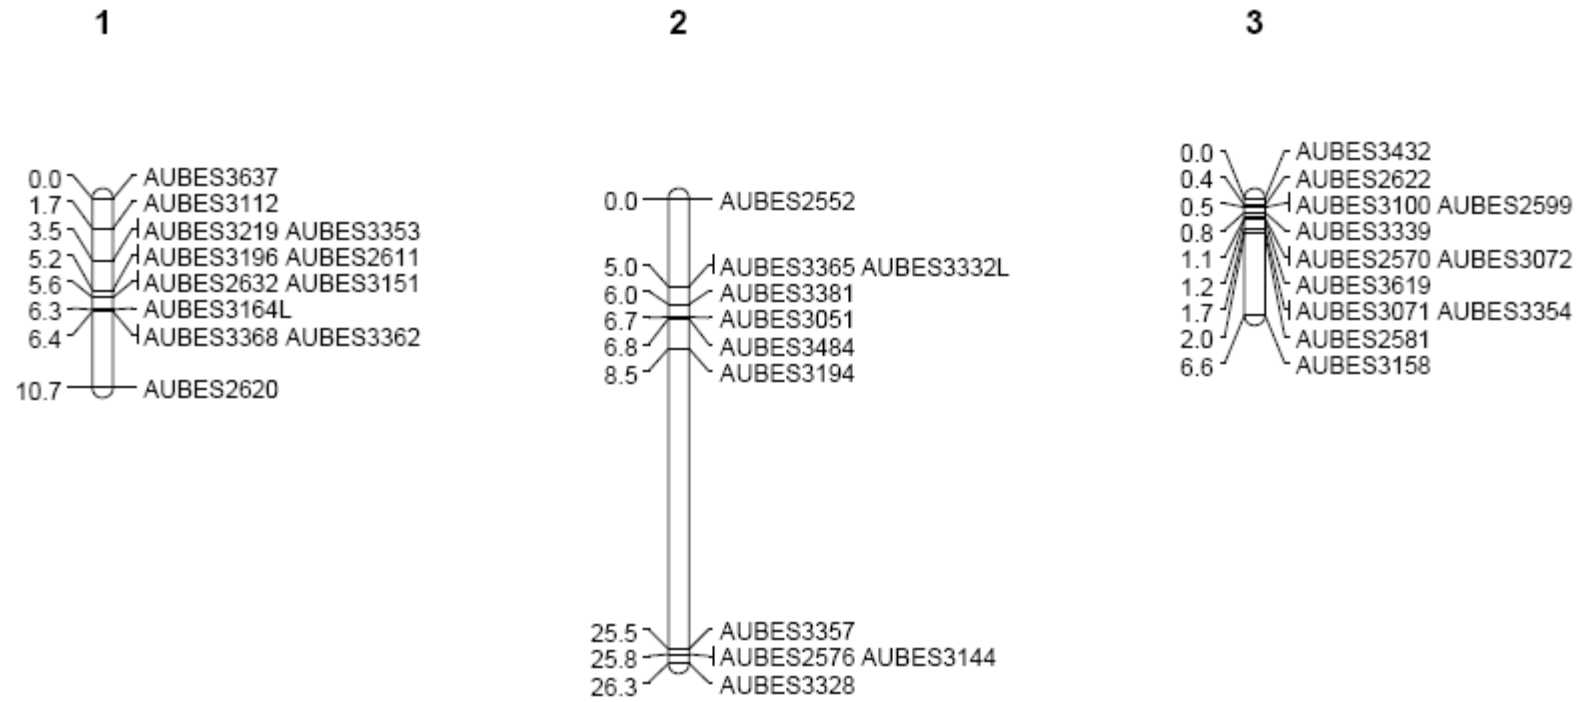 1
0.0 AUBES3637
1.7 AUBES3112
3.5 AUBES3219 AUBES3353
5.2 AUBES3196 AUBES2611
5.6 AUBES2632 AUBES3151
6.3 AUBES3164L
6.4 AUBES3368 AUBES3362
10.7 AUBES2620
2
0.0 AUBES2552
5.0 AUBES3365 AUBES3332L
6.0 AUBES3381
6.7 AUBES3051
6.8 AUBES3484
8.5 AUBES3194
25.5 AUBES3357
25.8 AUBES2576 AUBES3144
26.3 AUBES3328
3
0.0 AUBES3432
0.4 AUBES2622
0.5 AUBES3100 AUBES2599
0.8 AUBES3339
1.1 AUBES2570 AUBES3072
1.2 AUBES3619
1.7 AUBES3071 AUBES3354
2.0 AUBES2581
6.6 AUBES3158